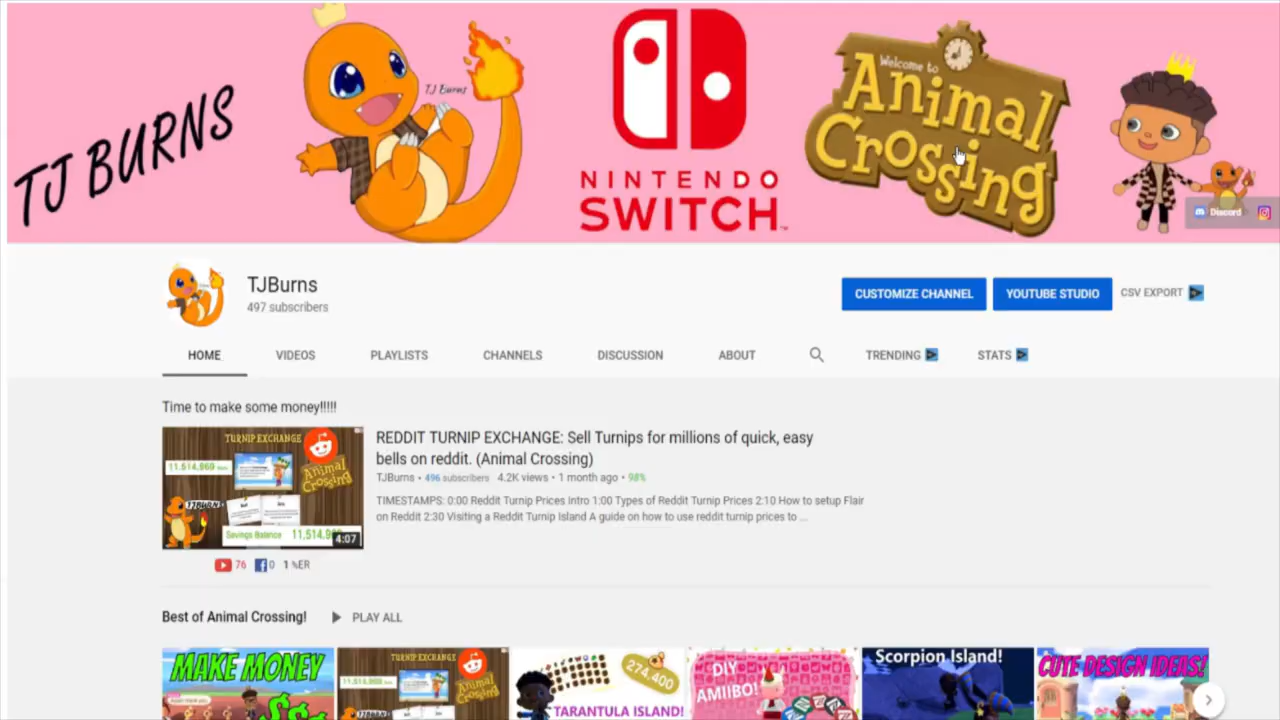 TJ BURNS
TJ Burns
NINTENDO
SWITCH
Welcome to
Animal
Crossing
Discord
TJBurns
497 subscribers
CUSTOMIZE CHANNEL
YOUTUBE STUDIO
CSV EXPORT
HOME
VIDEOS
PLAYLISTS
CHANNELS
DISCUSSION
ABOUT
TRENDING
STATS
Time to make some money!!!!!
TURNIP EXCHANGE
11,514,969
Animal
Crossing
TJBURNS
Savings Balance
4:07
REDDIT TURNIP EXCHANGE: Sell Turnips for millions of quick, easy
bells on reddit. (Animal Crossing)
TJBurns • 496 subscribers 4.2K views • 1 month ago • 98%
TIMESTAMPS: 0:00 Reddit Turnip Prices Intro 1:00 Types of Reddit Turnip Prices 2:10 How to setup Flair
on Reddit 2:30 Visiting a Reddit Turnip Island A guide on how to use reddit turnip prices to ...
76 0 1 %ER
Best of Animal Crossing!
PLAY ALL
MAKE MONEY
TURNIP EXCHANGE
Animal
Crossing
274,400
TARANTULA ISLAND!
DIY
AMIIBO!
Scorpion Island!
CUTE DESIGN IDEAS!